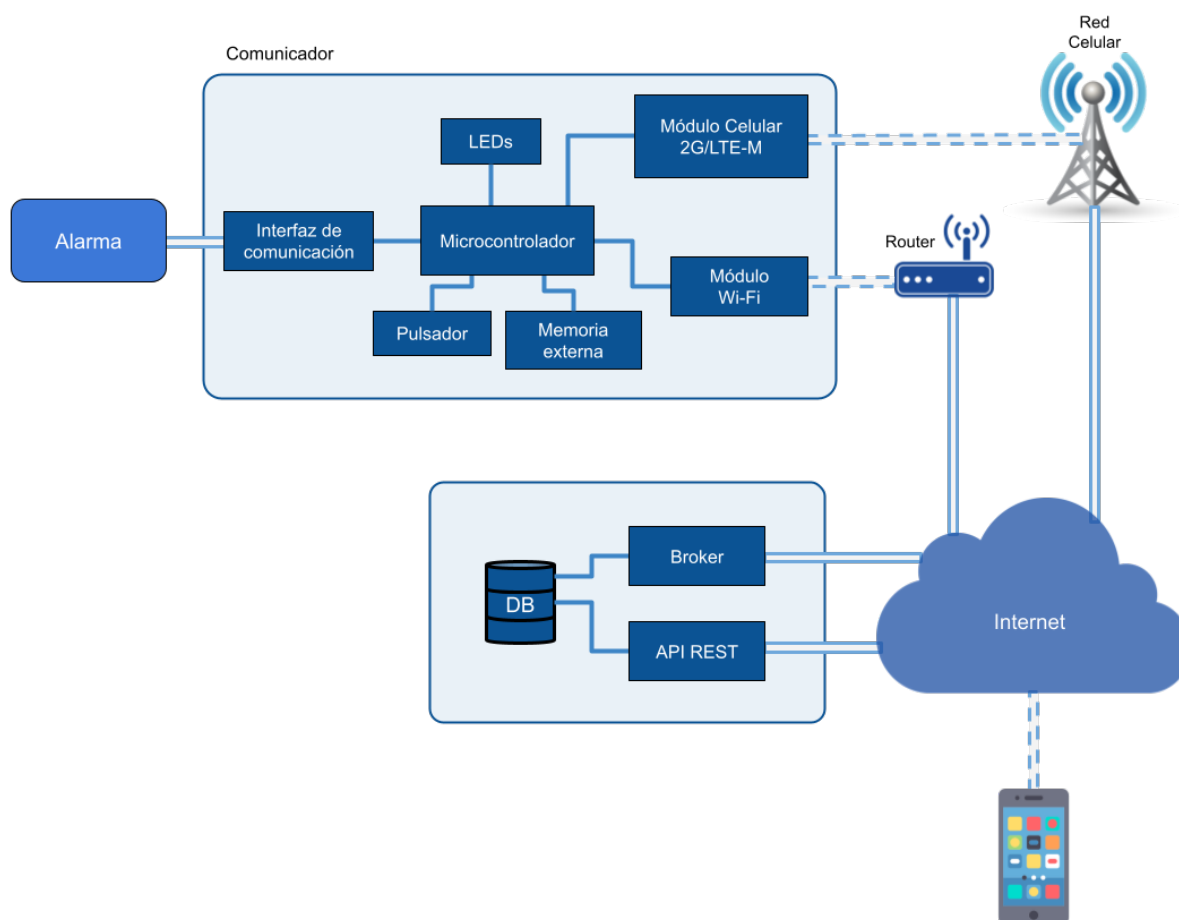 Red
Celular
Comunicador
Módulo Celular
2G/LTE-M
LEDs
Alarma
Interfaz de
comunicación
Microcontrolador
Router
Módulo
Wi-Fi
Pulsador
Memoria
externa
Broker
DB
API REST
Internet